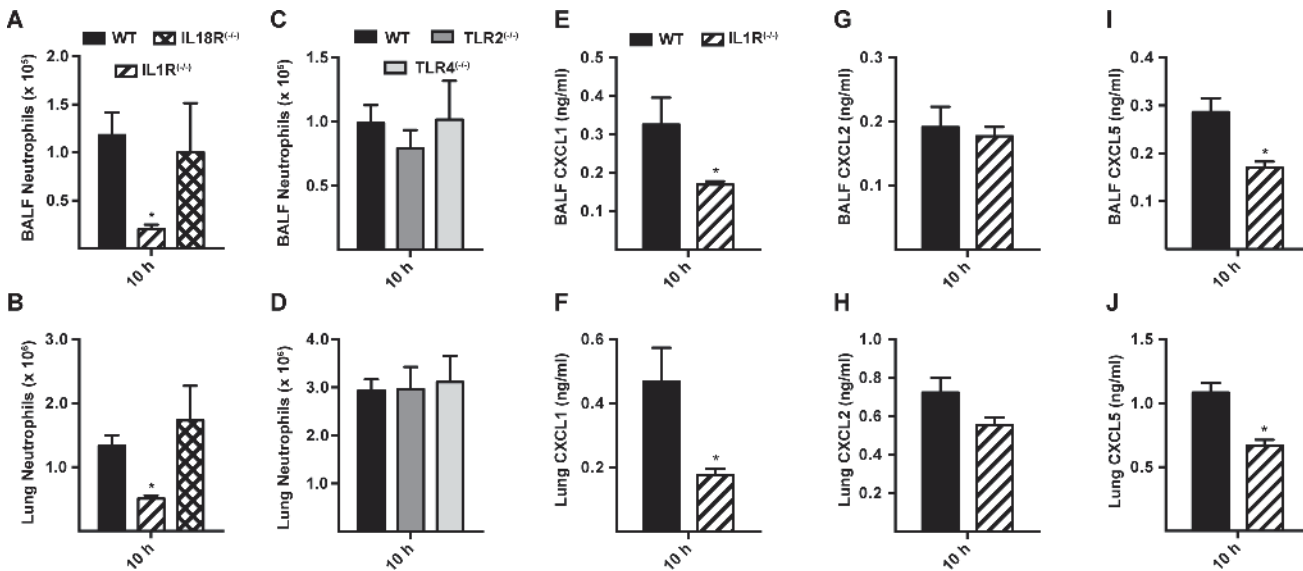 A
WT IL18R(-/-)
IL1R(-/-)
BALF Neutrophils (x 10⁵)
2.0
1.5
1.0
0.5
10 h
C
WT TLR2(-/-)
TLR4(-/-)
BALF Neutrophils (x 10⁵)
1.5
1.0
0.5
10 h
E
WT IL1R(-/-)
BALF CXCL1 (ng/ml)
0.5
0.4
0.3
0.2
0.1
*
10 h
G
BALF CXCL2 (ng/ml)
0.3
0.2
0.1
10 h
I
WT IL1R(-/-)
BALF CXCL5 (ng/ml)
0.4
0.3
0.2
0.1
*
10 h
B
Lung Neutrophils (x 10⁶)
3.0
2.0
1.0
*
10 h
D
Lung Neutrophils (x 10⁶)
4.0
3.0
2.0
1.0
10 h
F
Lung CXCL1 (ng/ml)
0.6
0.4
0.2
*
10 h
H
Lung CXCL2 (ng/ml)
1.0
0.8
0.6
0.4
0.2
10 h
J
Lung CXCL5 (ng/ml)
1.5
1.0
0.5
*
10 h